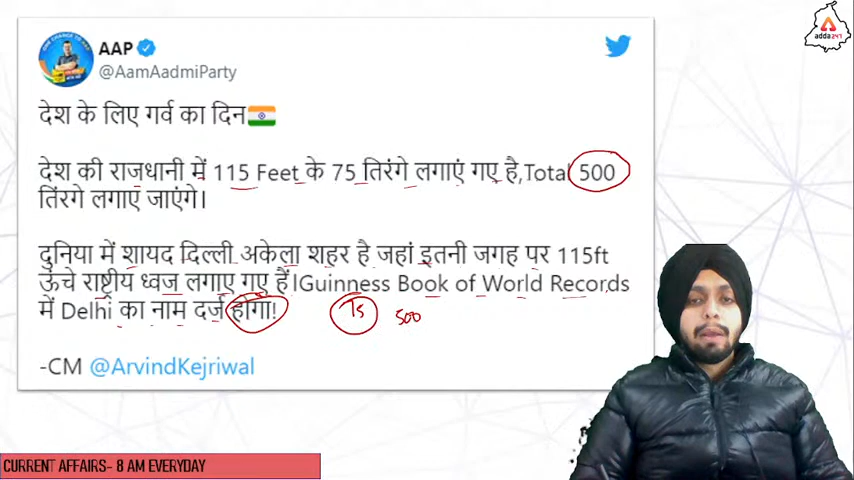 AAP
@AamAadmiParty
देश के लिए गर्व का दिन
देश की राजधानी में 115 Feet के 75 तिरंगे लगाएं गए है,Total 500
तिंरगे लगाए जाएंगे।
दुनिया में शायद दिल्ली अकेला शहर है जहां इतनी जगह पर 115ft
ऊंचे राष्ट्रीय ध्वज लगाए गए हैं।Guinness Book of World Records
में Delhi का नाम दर्ज होगा!
75 500
-CM @ArvindKejriwal
adda247
CURRENT AFFAIRS- 8 AM EVERYDAY